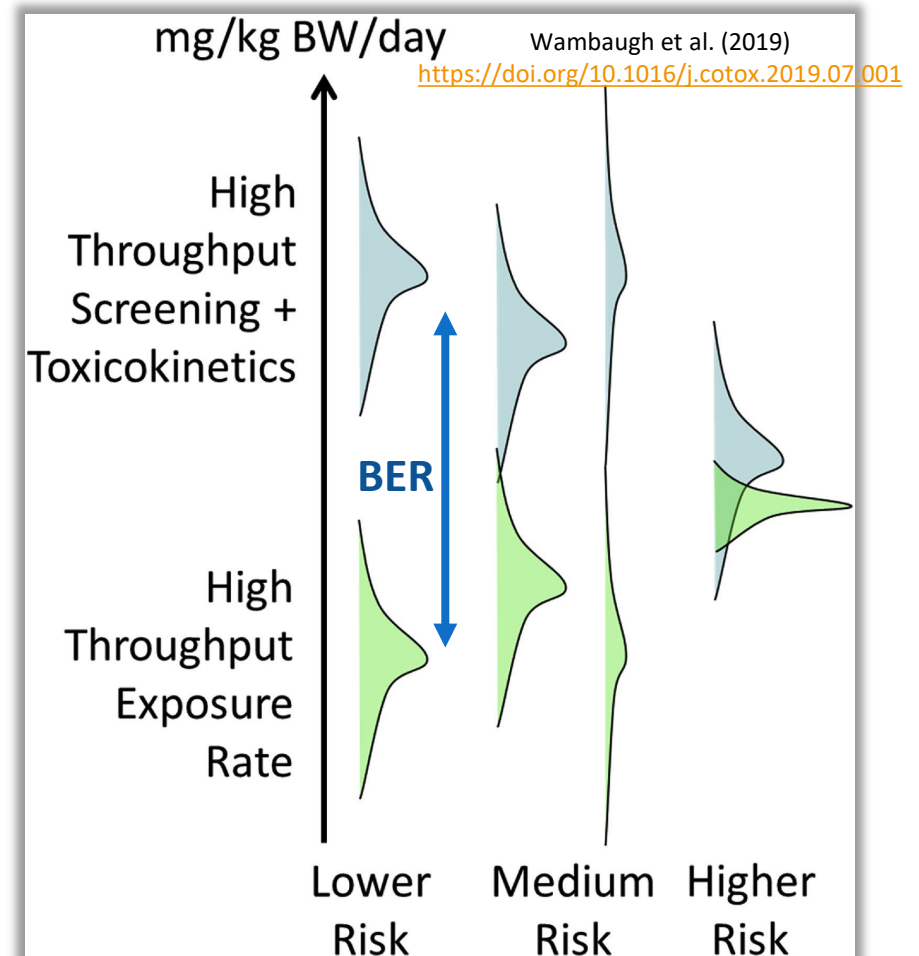 mg/kg BW/day
Wambaugh et al. (2019)
https://doi.org/10.1016/j.cotox.2019.07.001
High
Throughput
Screening +
Toxicokinetics
BER
High
Throughput
Exposure
Rate
Lower
Risk
Medium
Risk
Higher
Risk